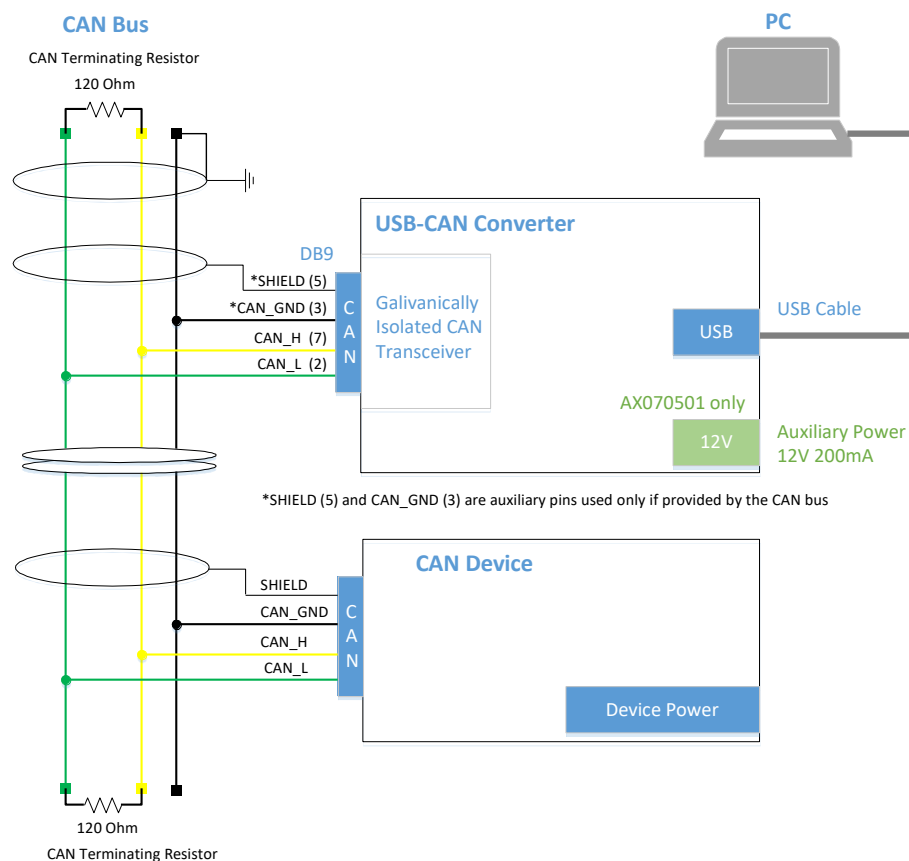 CAN Bus
PC
CAN Terminating Resistor
120 Ohm
USB-CAN Converter
DB9
*SHIELD (5)
*CAN_GND (3)
CAN_H (7)
CAN_L (2)
C
A
N
Galivanically
Isolated CAN
Transceiver
USB
USB Cable
AX070501 only
12V
Auxiliary Power
12V 200mA
*SHIELD (5) and CAN_GND (3) are auxiliary pins used only if provided by the CAN bus
CAN Device
SHIELD
CAN_GND
CAN_H
CAN_L
C
A
N
Device Power
120 Ohm
CAN Terminating Resistor